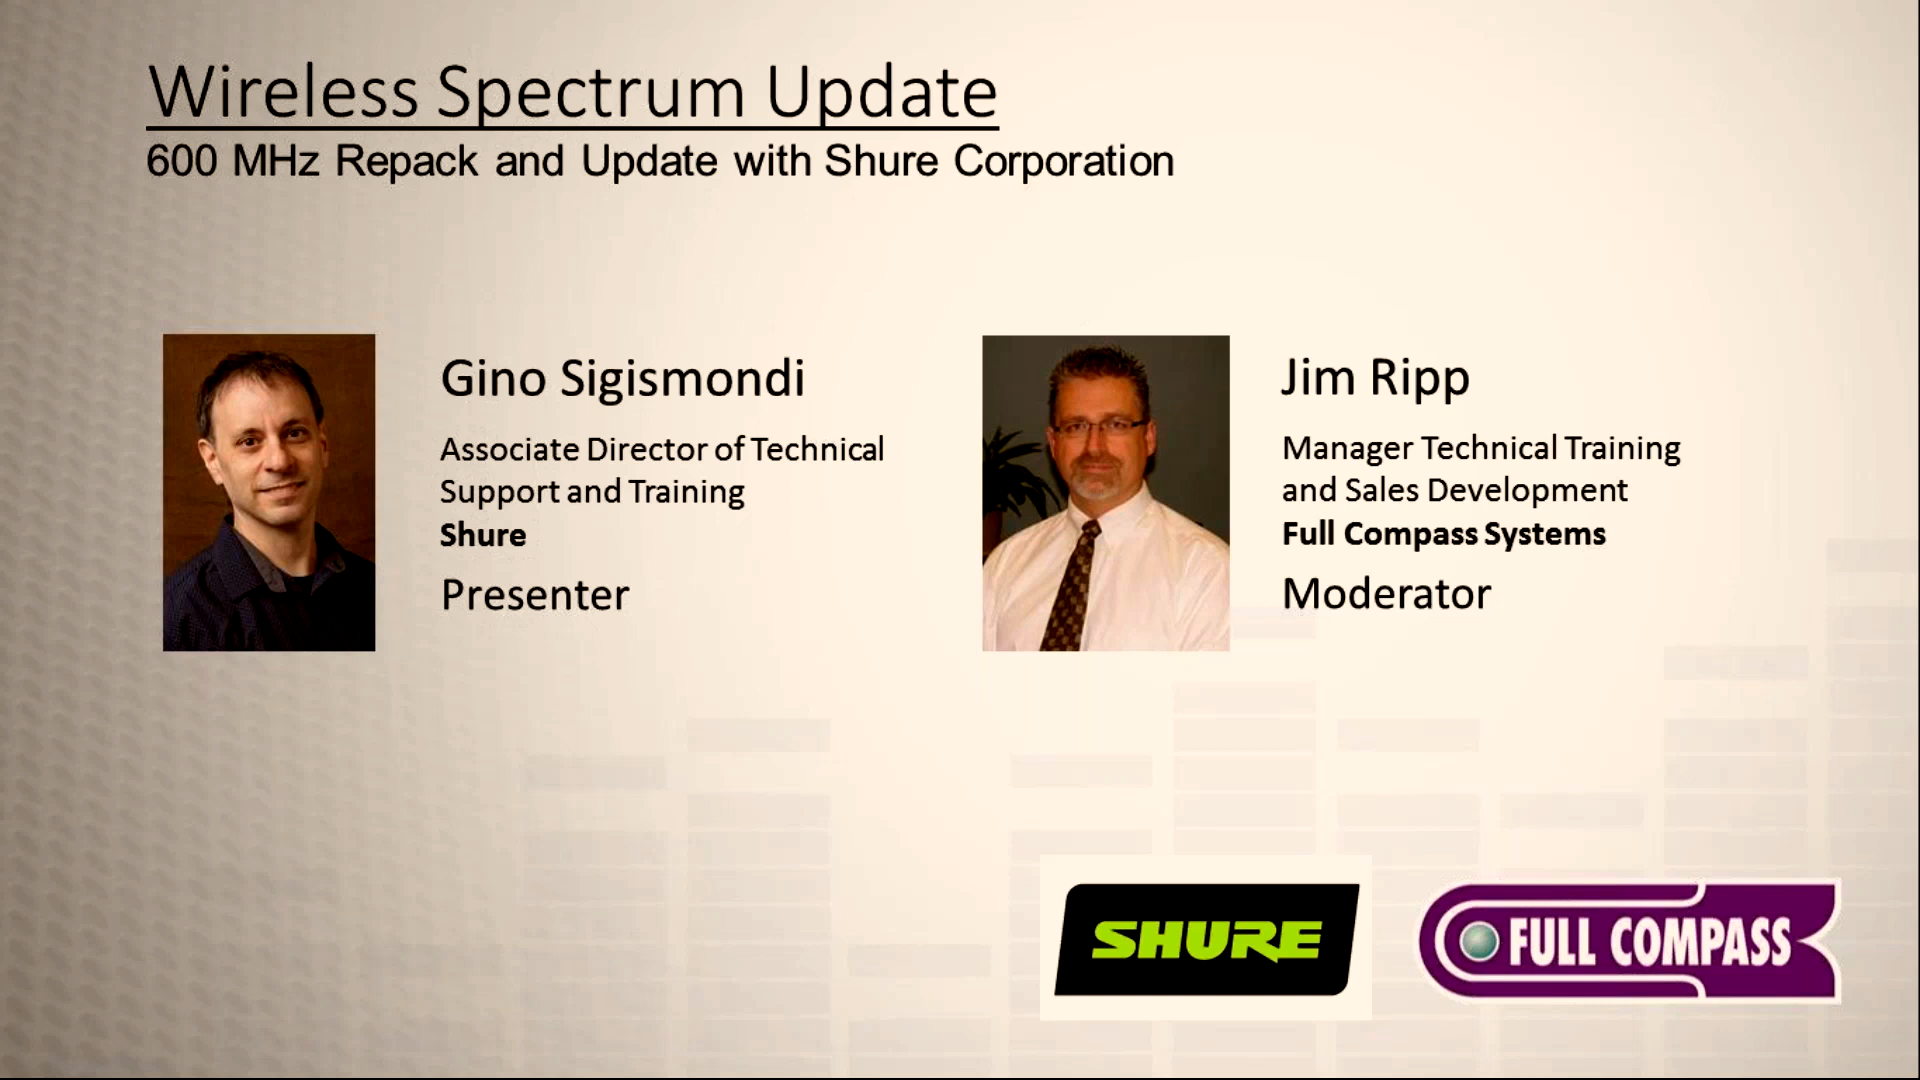 Wireless Spectrum Update
600 MHz Repack and Update with Shure Corporation
Gino Sigismondi
Associate Director of Technical
Support and Training
Shure
Presenter
Jim Ripp
Manager Technical Training
and Sales Development
Full Compass Systems
Moderator
SHURE
FULL COMPASS